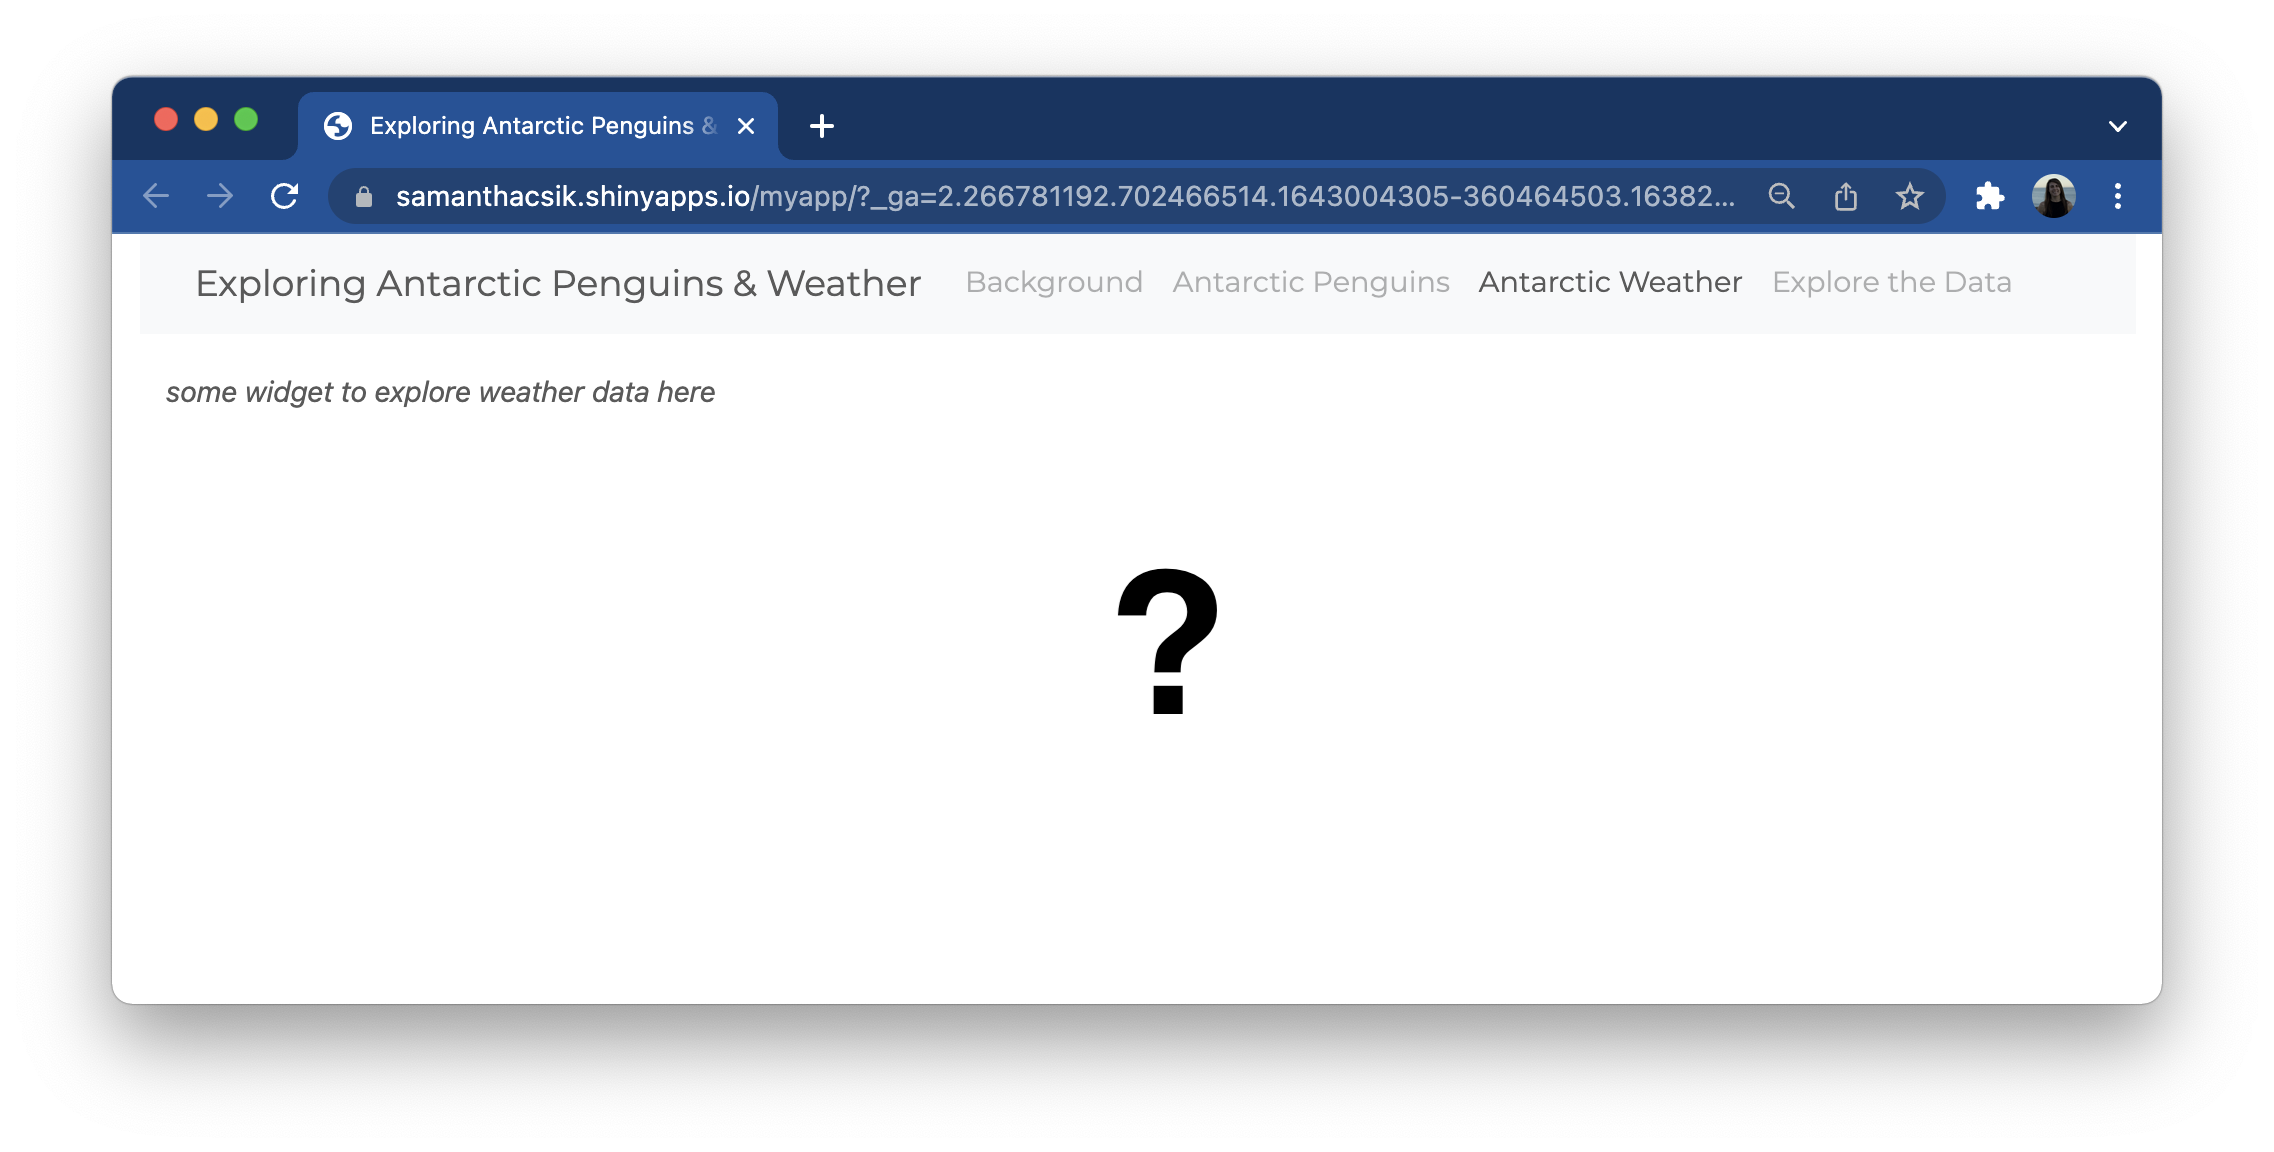 Exploring Antarctic Penguins &
samanthacsik.shinyapps.io/myapp/?_ga=2.266781192.702466514.1643004305-360464503.16382...
Exploring Antarctic Penguins & Weather Background Antarctic Penguins Antarctic Weather Explore the Data
some widget to explore weather data here
?